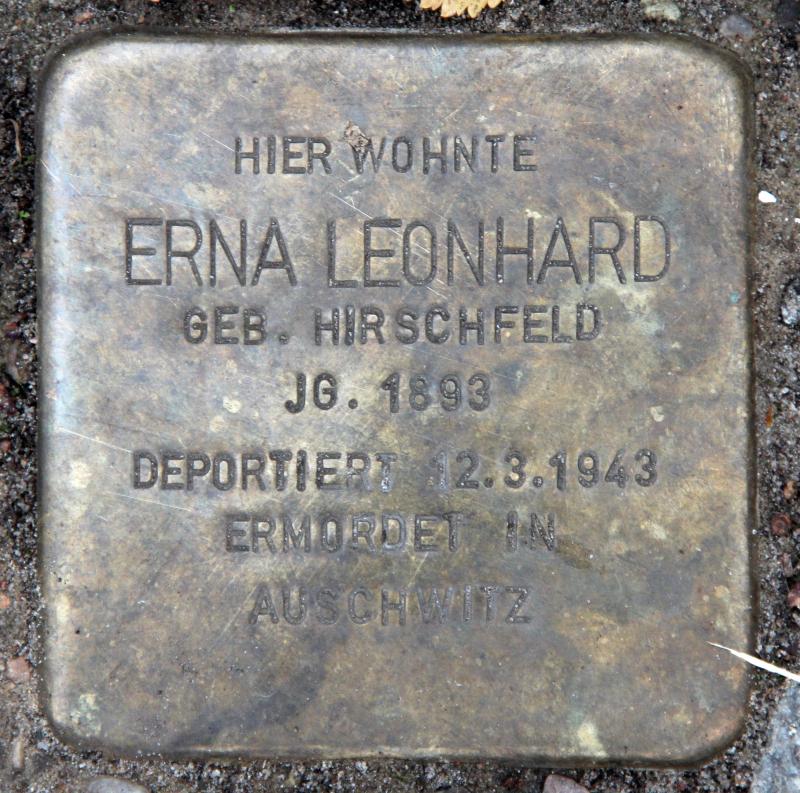 HIER WOHNTE
ERNA LEONHARD
GEB. HIRSCHFELD
JG. 1893
DEPORTIERT 12.3.1943
ERMORDET IN
AUSCHWITZ